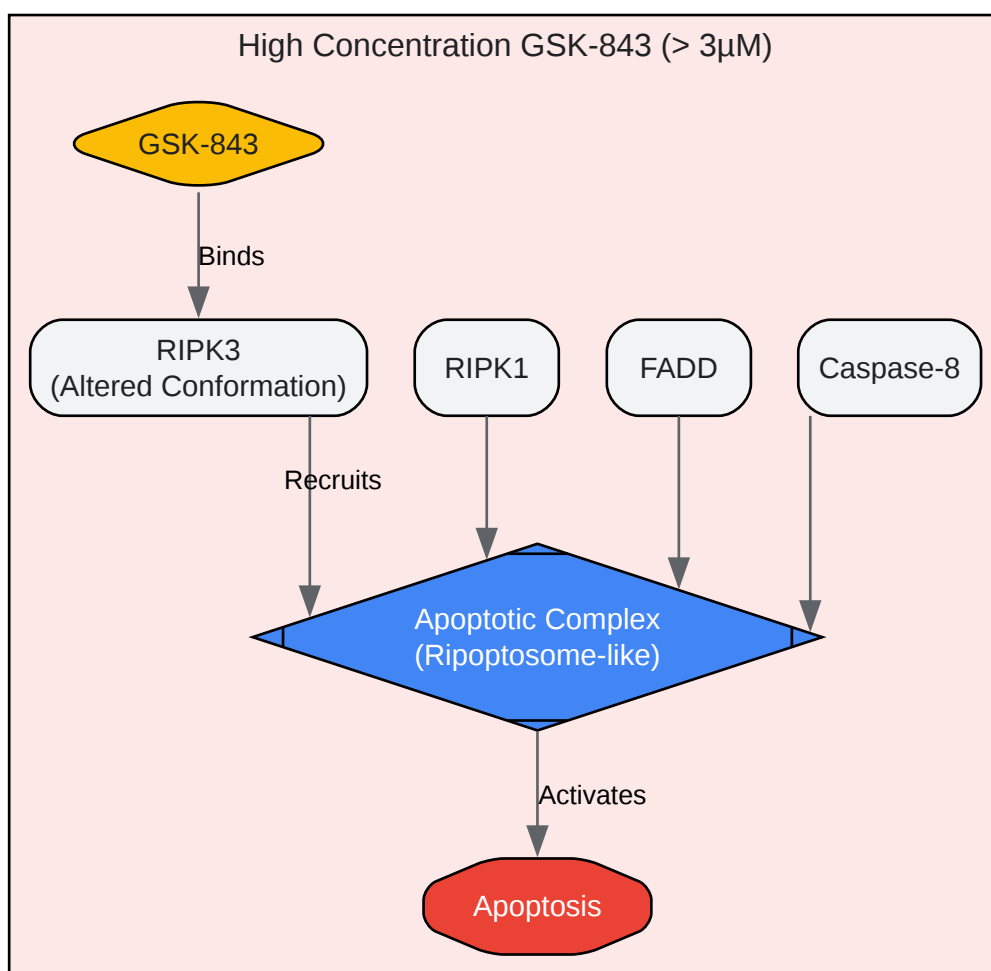 High Concentration GSK-843 (> 3µM)
GSK-843
Binds
RIPK3
(Altered Conformation)
RIPK1
FADD
Caspase-8
Recruits
Apoptotic Complex
(Ripoptosome-like)
Activates
Apoptosis